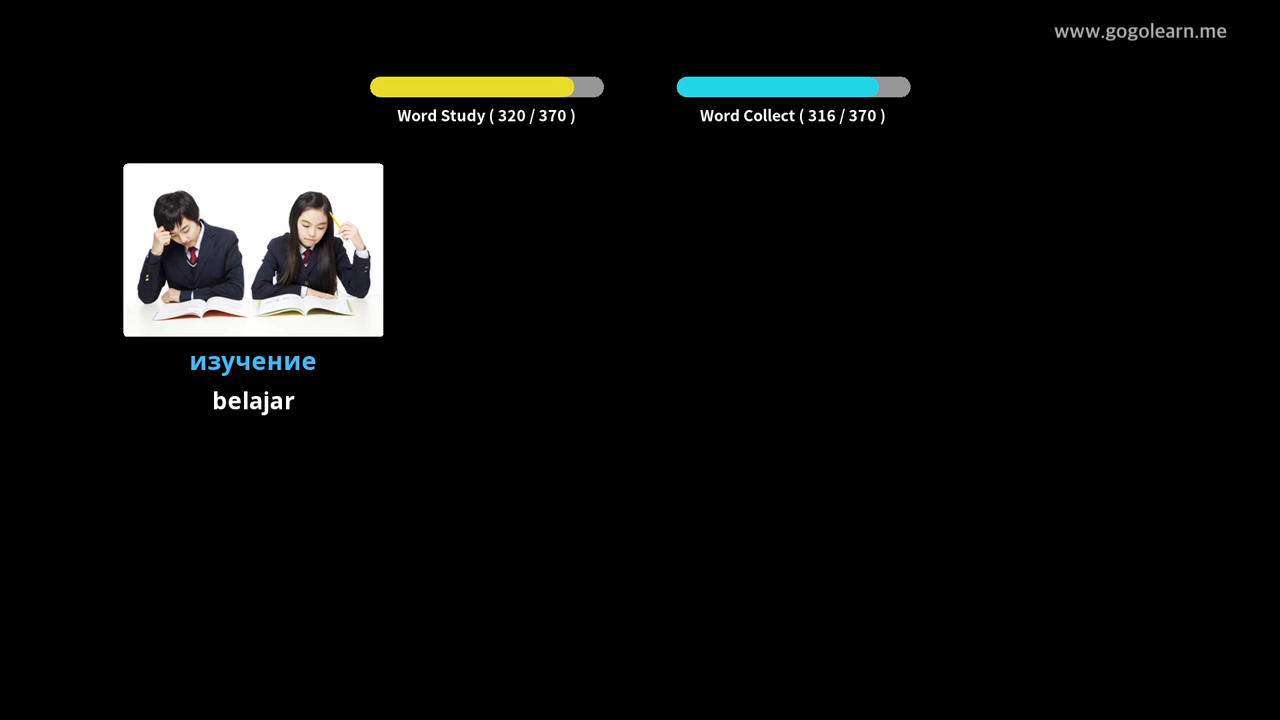 www.gogolearn.me
Word Study ( 320 / 370 )
Word Collect ( 316 / 370 )
изучение
belajar